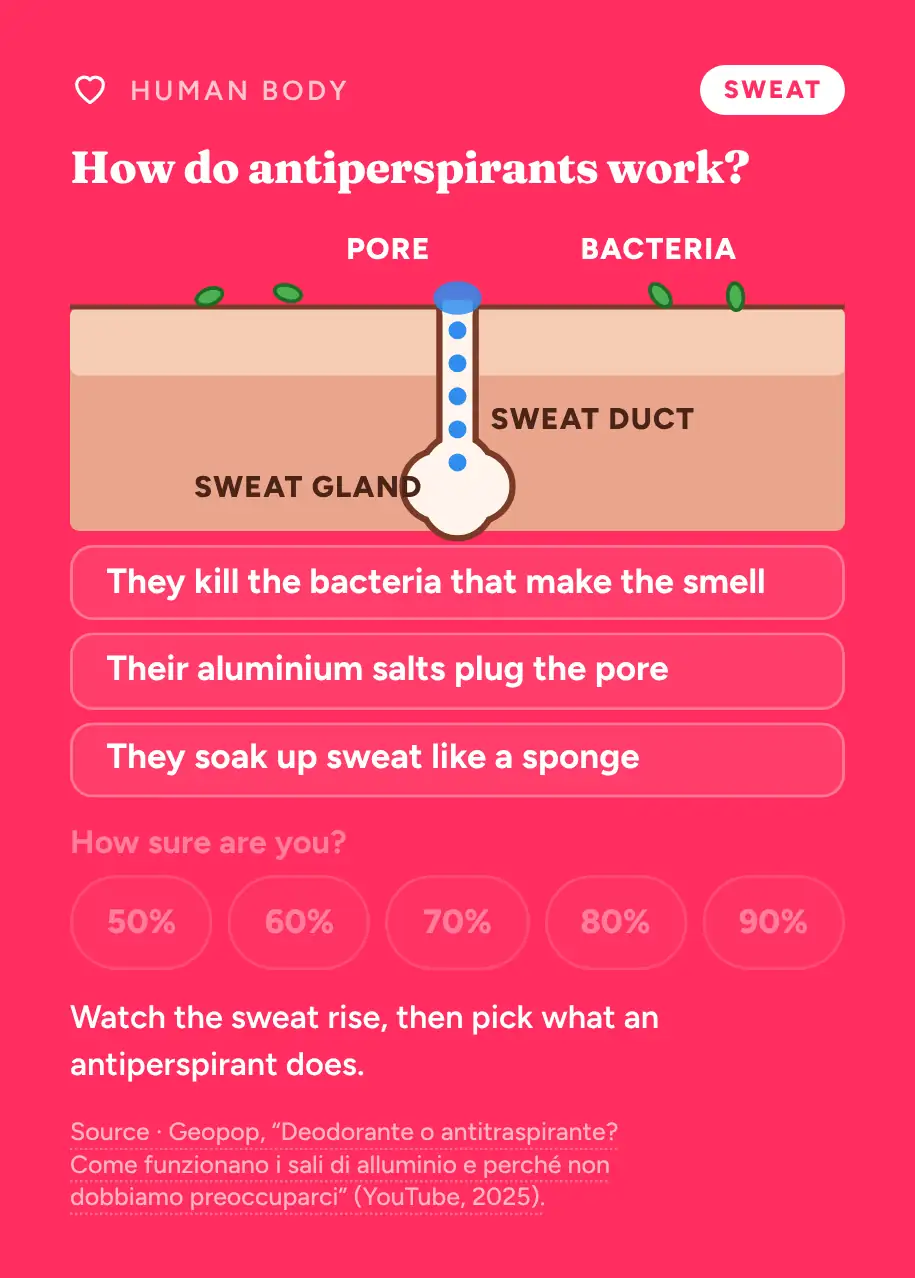 HUMAN BODY
SWEAT
How do antiperspirants work?
PORE
BACTERIA
SWEAT DUCT
SWEAT GLAND
They kill the bacteria that make the smell
Their aluminium salts plug the pore
They soak up sweat like a sponge
How sure are you?
50% 60% 70% 80% 90%
Watch the sweat rise, then pick what an
antiperspirant does.
Source · Geopop, “Deodorante o antitraspirante?
Come funzionano i sali di alluminio e perché non
dobbiamo preoccuparci” (YouTube, 2025).